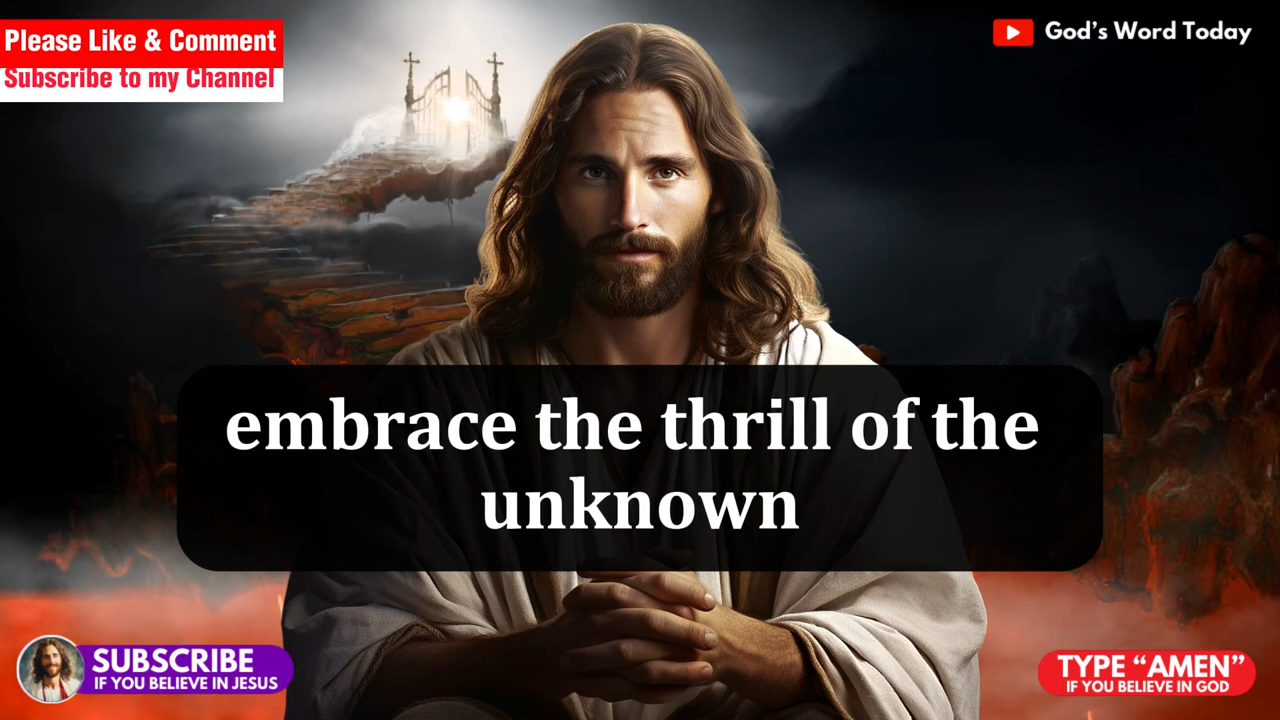 Please Like & Comment
Subscribe to my Channel
God's Word Today
embrace the thrill of the
unknown
SUBSCRIBE
IF YOU BELIEVE IN JESUS
TYPE “AMEN”
IF YOU BELIEVE IN GOD